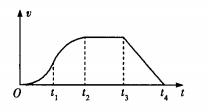 v
O t₁ t₂ t₃ t₄ t